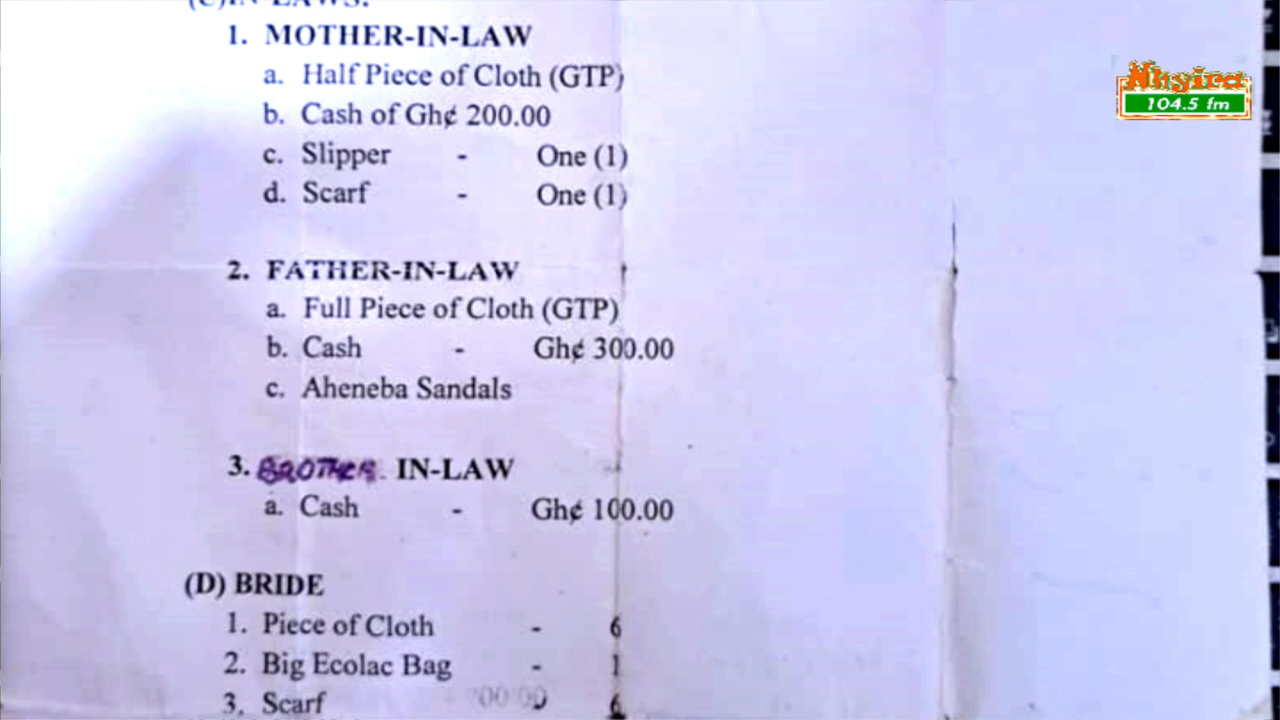 (C)IN-LAWS:
1. MOTHER-IN-LAW
a. Half Piece of Cloth (GTP)
b. Cash of Gh¢ 200.00
c. Slipper - One (1)
d. Scarf - One (1)
2. FATHER-IN-LAW
a. Full Piece of Cloth (GTP)
b. Cash - Gh¢ 300.00
c. Aheneba Sandals
3. BROTHER IN-LAW
a. Cash - Gh¢ 100.00
(D) BRIDE
1. Piece of Cloth - 6
2. Big Ecolac Bag - 1
3. Scarf 6
Nhyira
104.5 fm